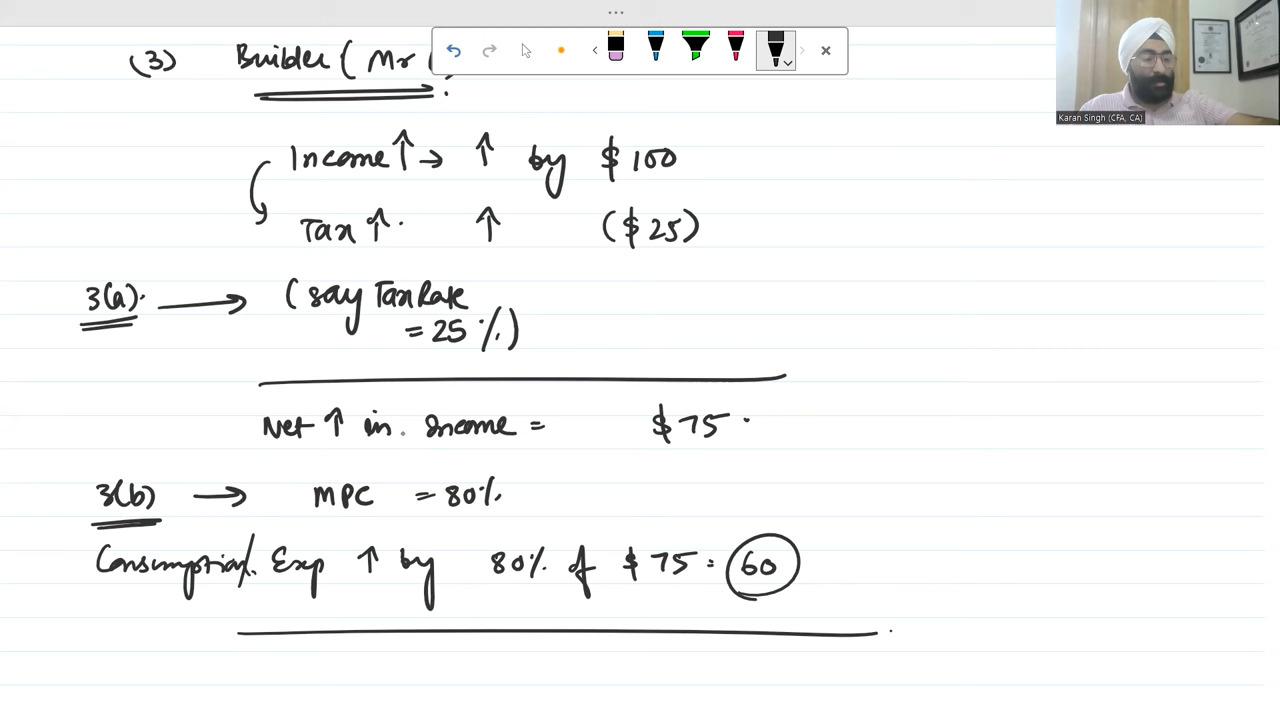 (3) Builder ( Mr
Income ↑ → ↑ by $ 100
Tax ↑ ↑ ($ 25)
3(a). → ( say Tax Rate
= 25 %)
Net ↑ in. Income = $ 75
3(b) → MPC = 80%
Consumption/. Exp ↑ by 80% of $ 75 = 60
Karan Singh (CFA, CA)